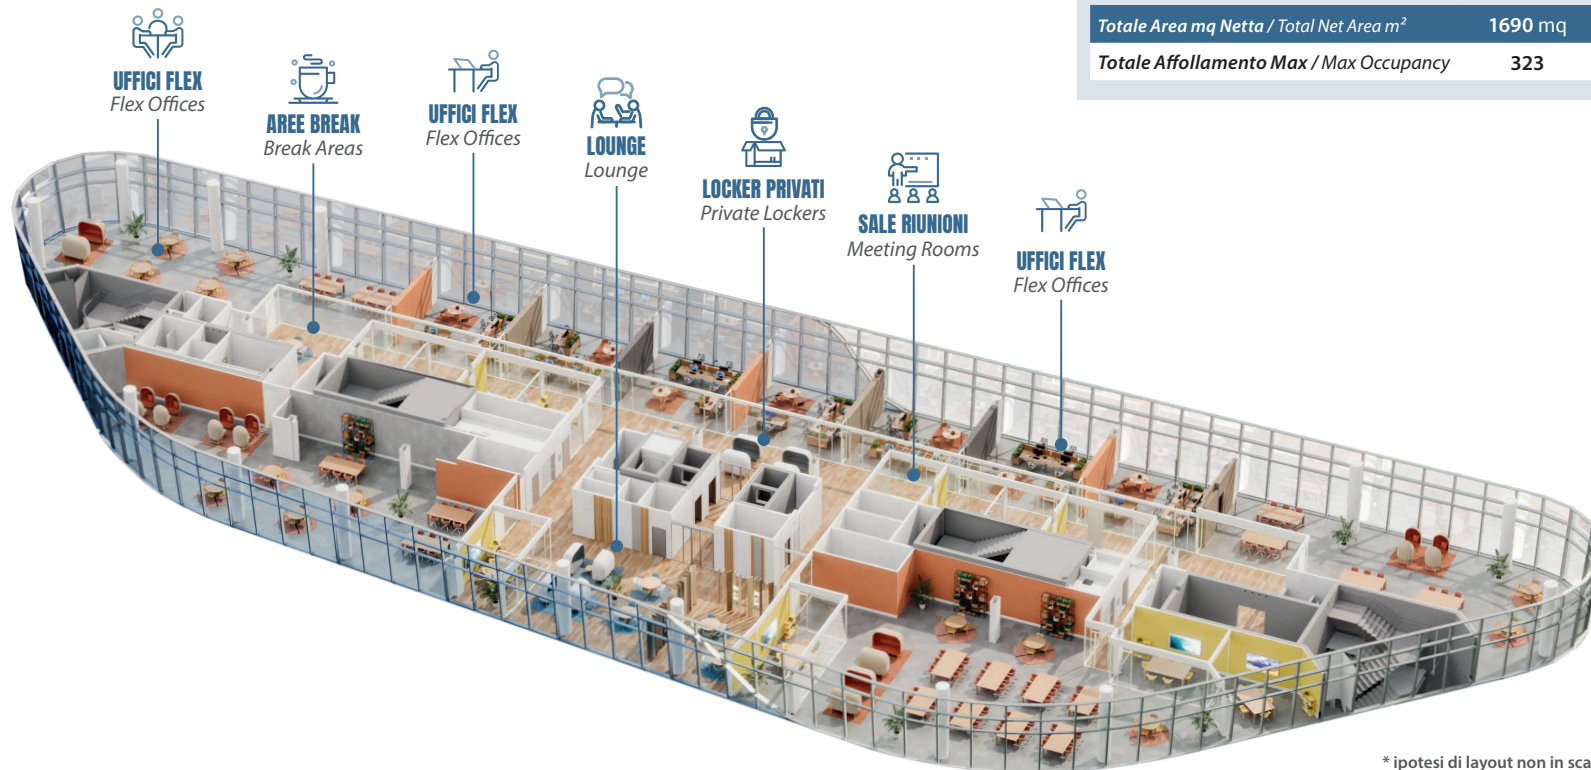 Totale Area mq Netta / Total Net Area m² 1690 mq
Totale Affollamento Max / Max Occupancy 323
UFFICI FLEX
Flex Offices
AREE BREAK
Break Areas
UFFICI FLEX
Flex Offices
LOUNGE
Lounge
LOCKER PRIVATI
Private Lockers
SALE RIUNIONI
Meeting Rooms
UFFICI FLEX
Flex Offices
* ipotesi di layout non in sca